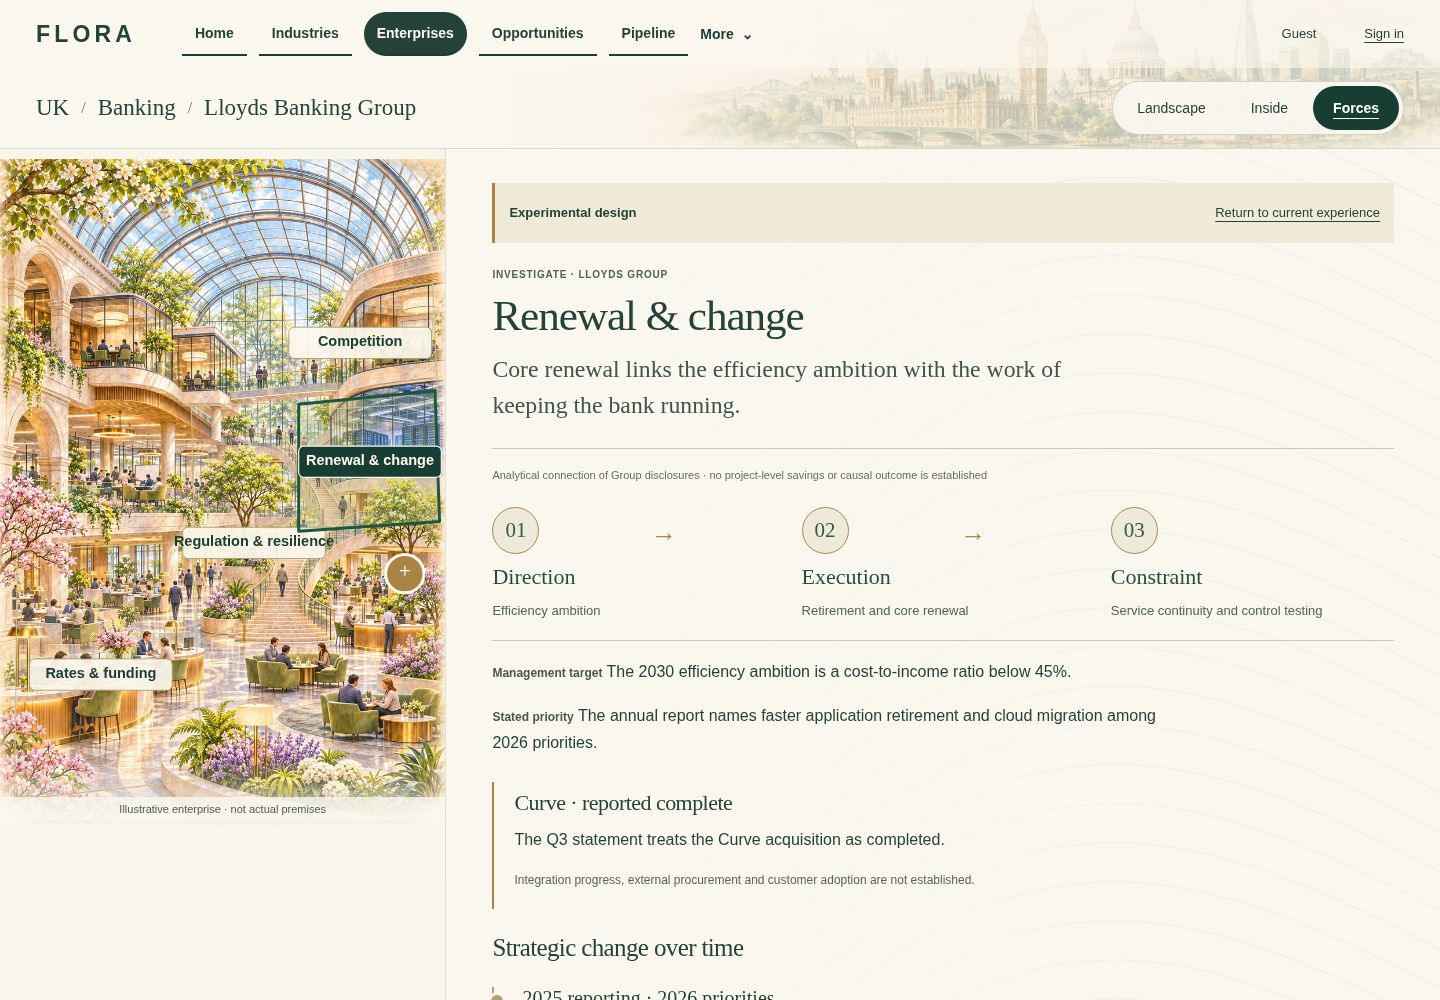 FLORA
Home
Industries
Enterprises
Opportunities
Pipeline
More
Guest
Sign in
UK / Banking / Lloyds Banking Group
Landscape
Inside
Forces
Competition
Renewal & change
Regulation & resilience
+
Rates & funding
Illustrative enterprise · not actual premises
Experimental design
Return to current experience
INVESTIGATE · LLOYDS GROUP
Renewal & change
Core renewal links the efficiency ambition with the work of
keeping the bank running.
Analytical connection of Group disclosures · no project-level savings or causal outcome is established
01 → 02 → 03
Direction
Execution
Constraint
Efficiency ambition
Retirement and core renewal
Service continuity and control testing
Management target The 2030 efficiency ambition is a cost-to-income ratio below 45%.
Stated priority The annual report names faster application retirement and cloud migration among
2026 priorities.
Curve · reported complete
The Q3 statement treats the Curve acquisition as completed.
Integration progress, external procurement and customer adoption are not established.
Strategic change over time
2025 reporting · 2026 priorities